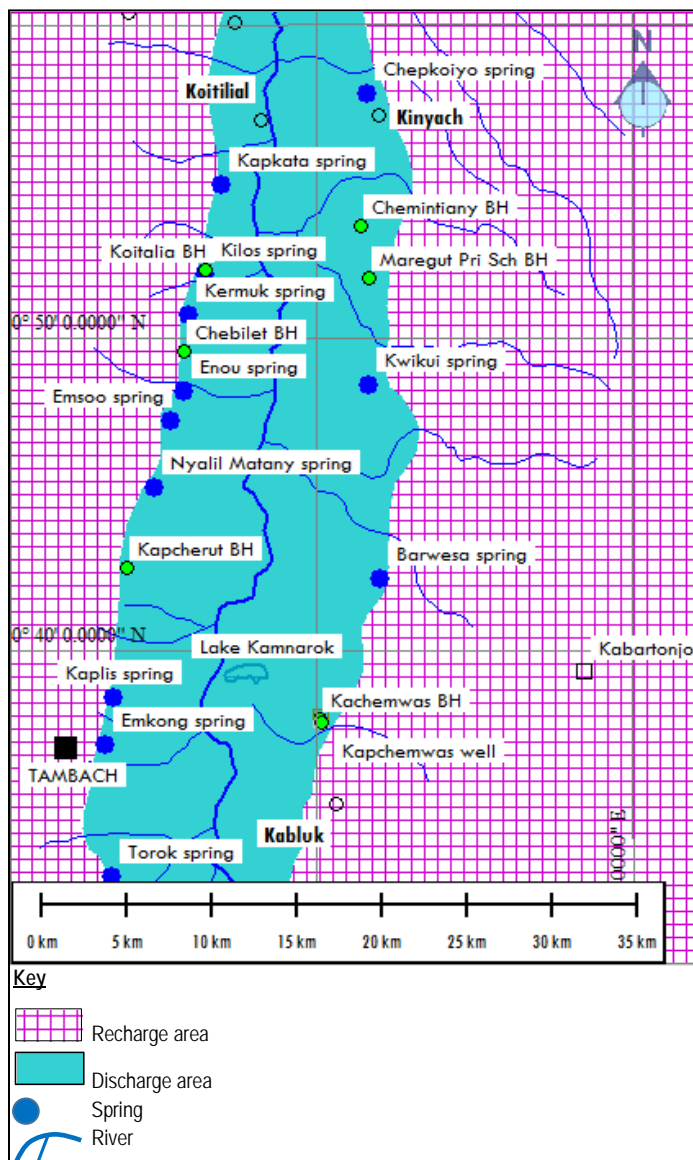 N
Chepkoiyo spring
Koitilial
Kinyach
Kapkata spring
Chemintiany BH
Koitalia BH
Kilos spring
Maregut Pri Sch BH
Kermuk spring
0° 50' 0.0000" N
Chebilet BH
Enou spring
Kwikui spring
Emsoo spring
Nyalil Matany spring
Kapcherut BH
Barwesa spring
0° 40' 0.0000" N
Lake Kamnarok
Kabartonjo
Kaplis spring
Kachemwas BH
Emkong spring
Kapchemwas well
TAMBACH
Kabluk
0000" E
Torok spring
0 km 5 km 10 km 15 km 20 km 25 km 30 km 35 km
Key
Recharge area
Discharge area
Spring
River